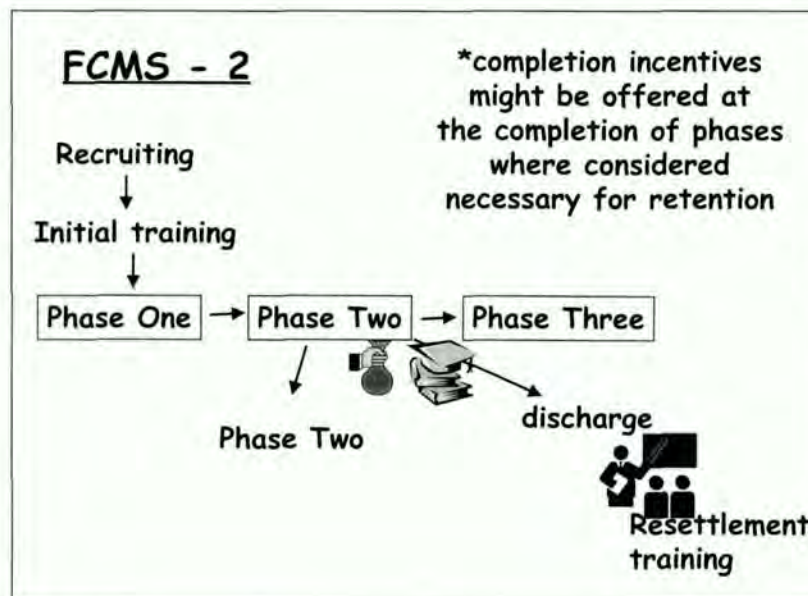 FCMS - 2
*completion incentives
might be offered at
the completion of phases
where considered
necessary for retention
Recruiting
Initial training
Phase One
Phase Two
Phase Three
Phase Two
discharge
Resettlement
training